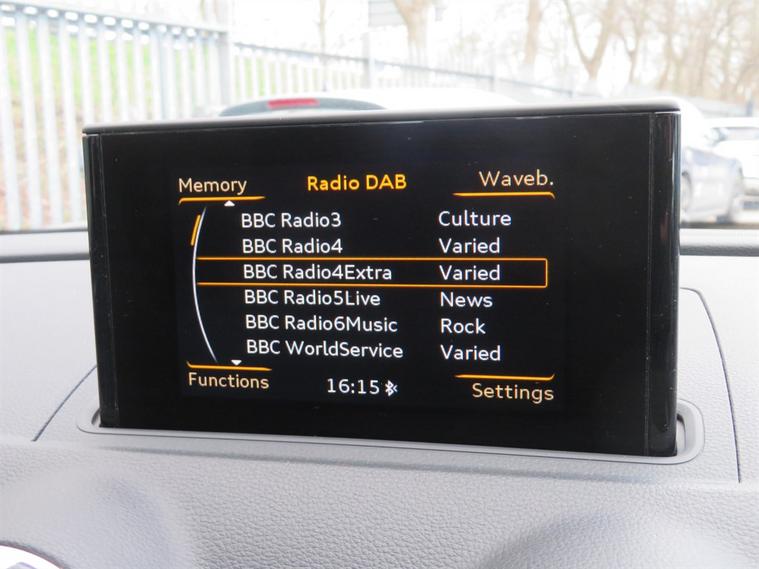 Memory Radio DAB Waveb.
BBC Radio3 Culture
BBC Radio4 Varied
BBC Radio4Extra Varied
BBC Radio5Live News
BBC Radio6Music Rock
BBC WorldService Varied
Functions 16:15 Settings